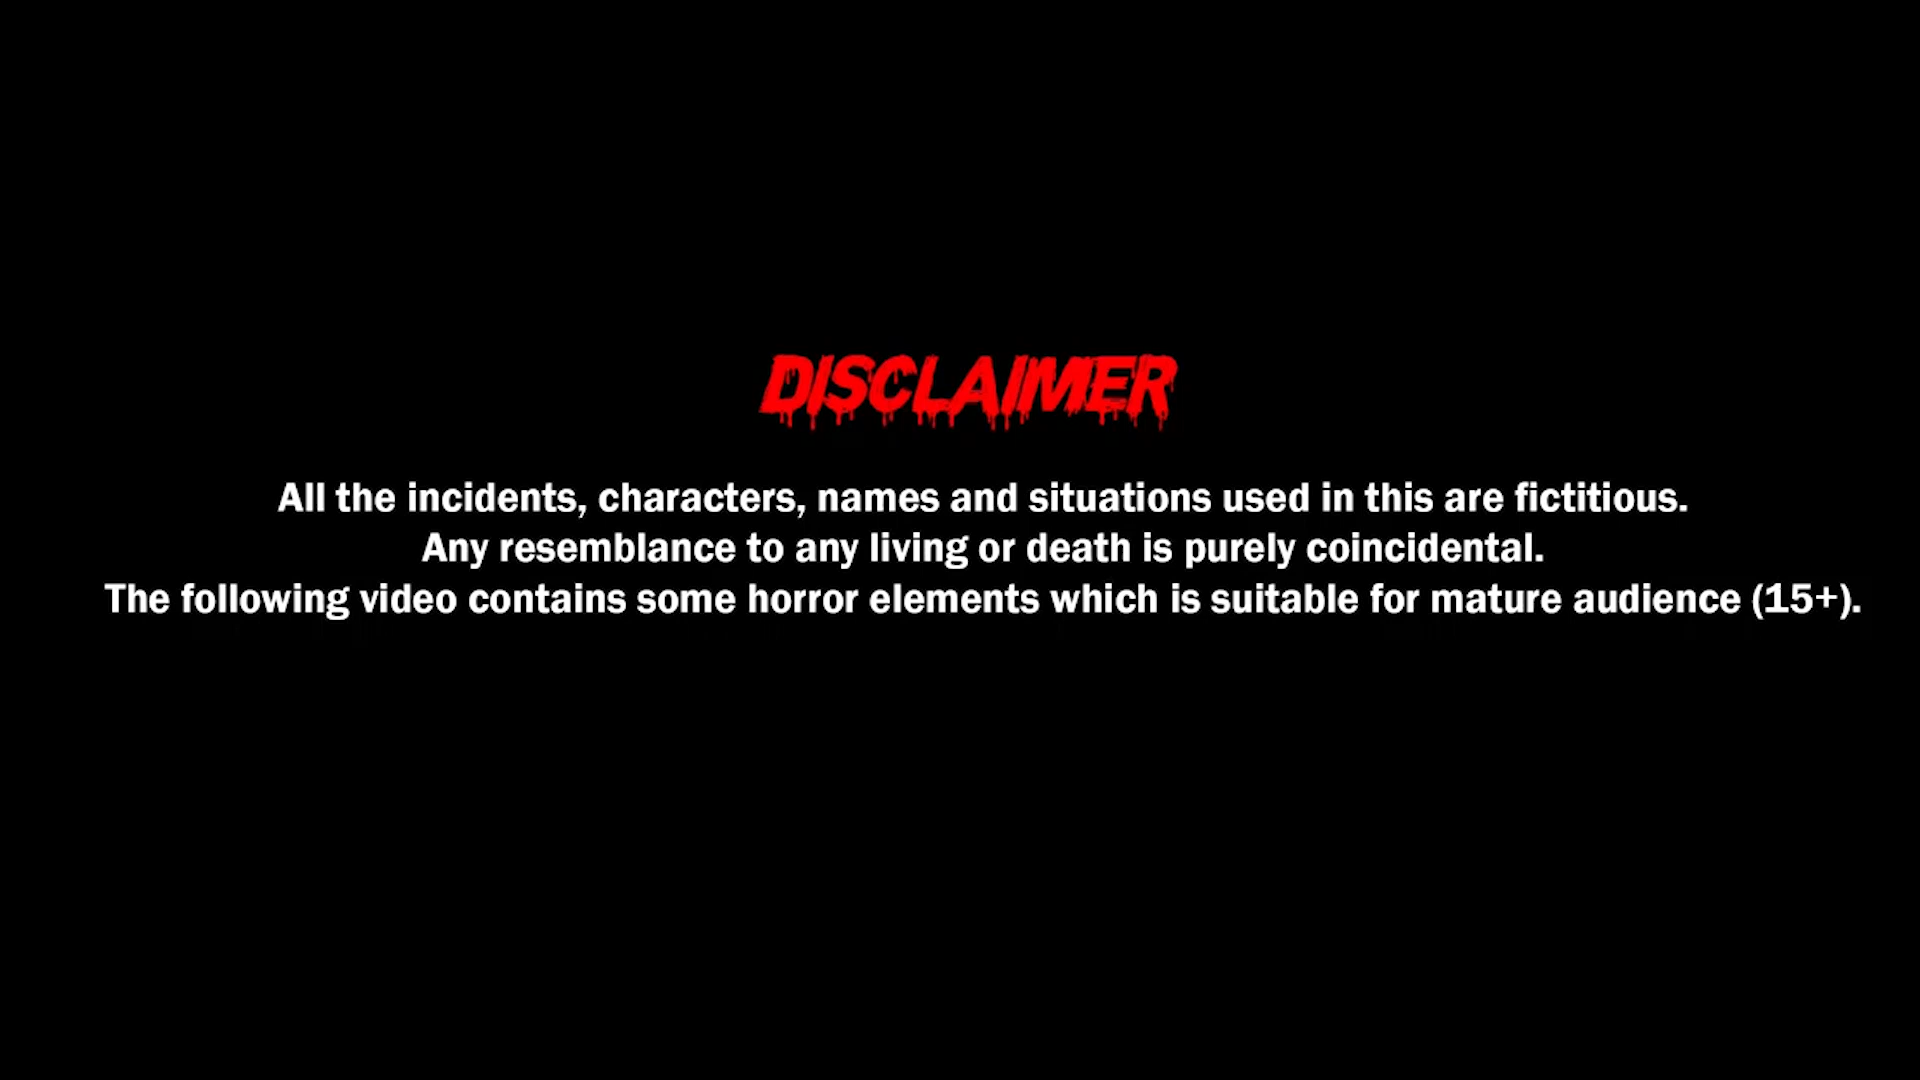 DISCLAIMER
All the incidents, characters, names and situations used in this are fictitious.
Any resemblance to any living or death is purely coincidental.
The following video contains some horror elements which is suitable for mature audience (15+).